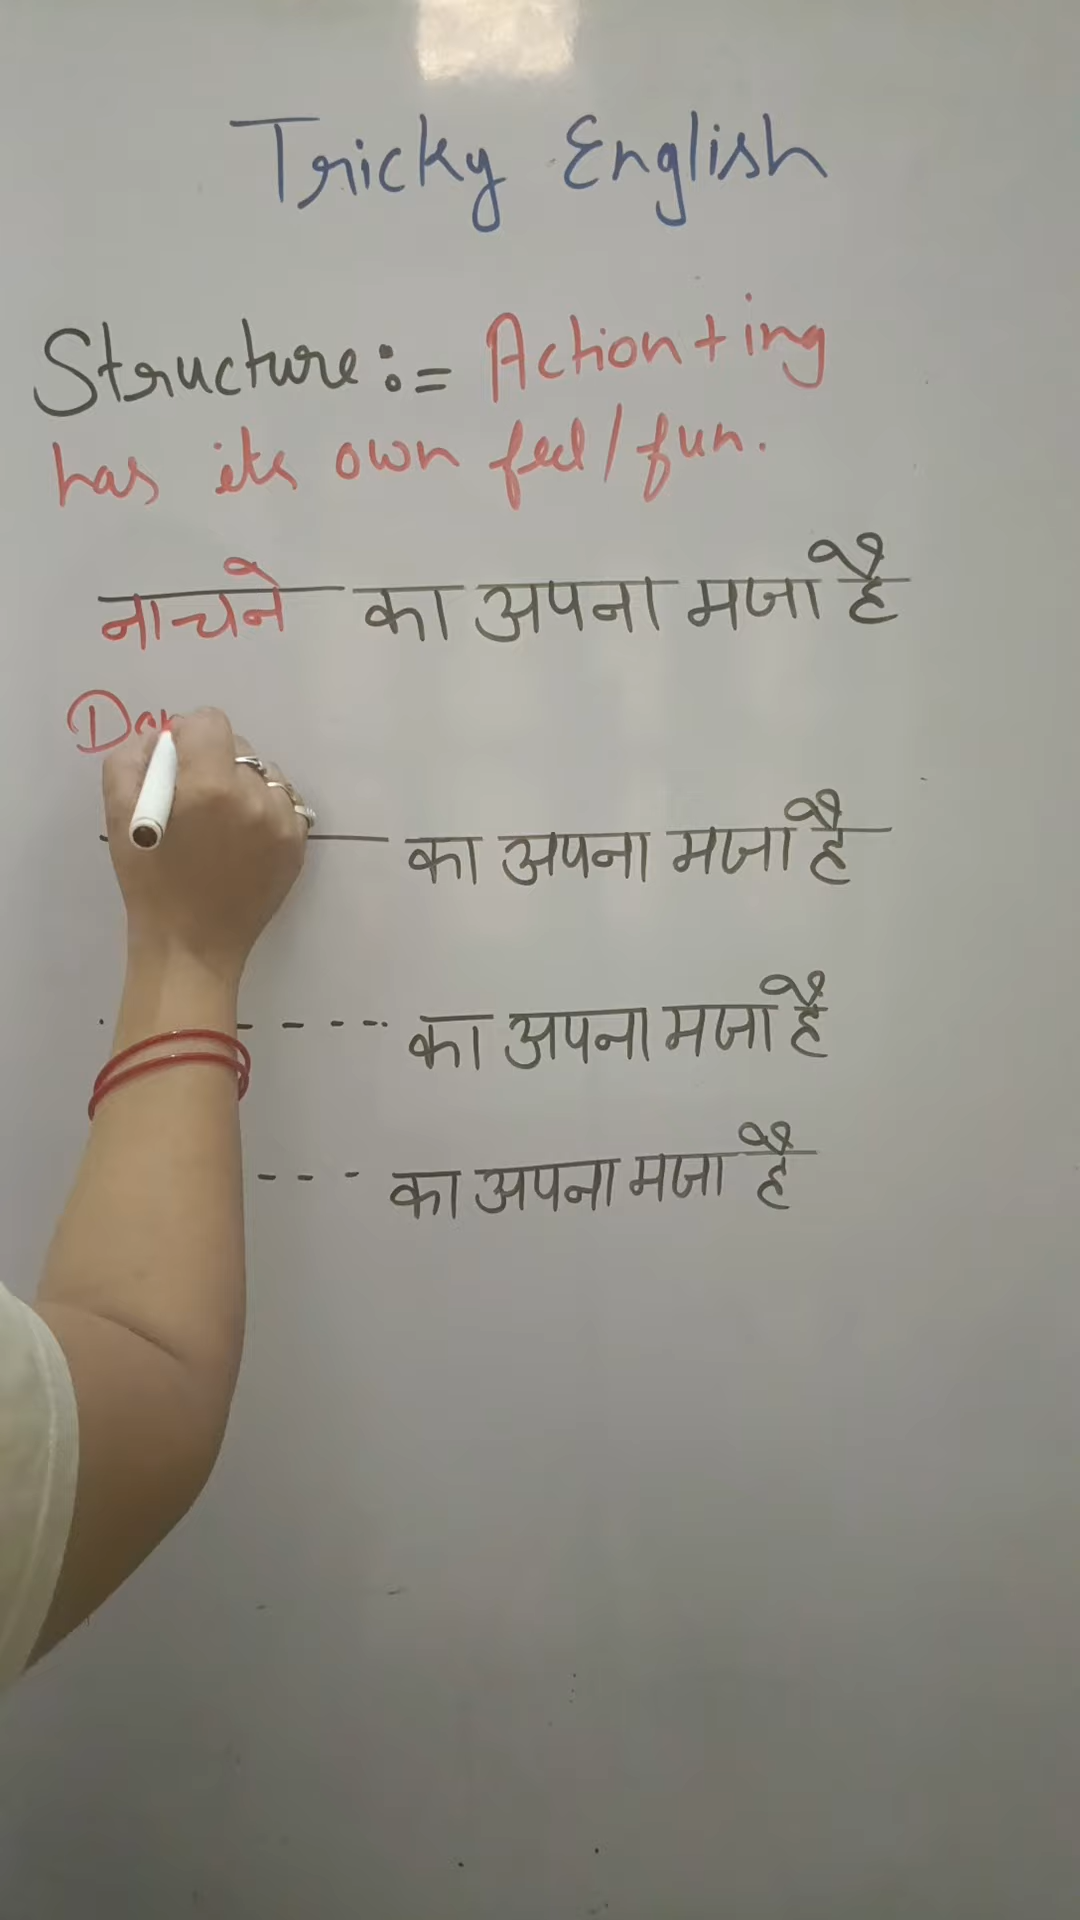 Tricky English
Structure:= Action+ing
has its own feel/fun.
नाचने का अपना मजा है
Dan
का अपना मजा है
---- का अपना मजा है
--- का अपना मजा है